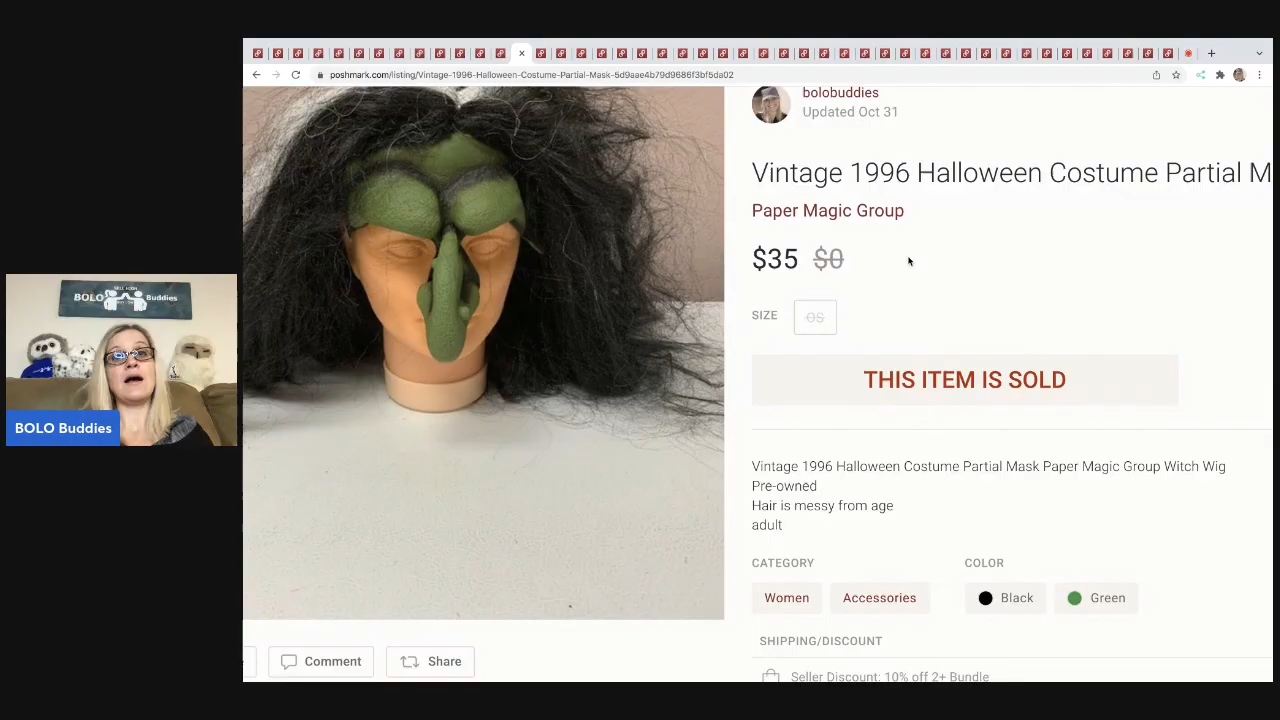 poshmark.com/listing/Vintage-1996-Halloween-Costume-Partial-Mask-5d9aae4b79d9686f3bf5da02
bolobuddies
Updated Oct 31
Vintage 1996 Halloween Costume Partial M
Paper Magic Group
$35 $0
SIZE OS
THIS ITEM IS SOLD
Vintage 1996 Halloween Costume Partial Mask Paper Magic Group Witch Wig
Pre-owned
Hair is messy from age
adult
CATEGORY
COLOR
Women
Accessories
Black
Green
SHIPPING/DISCOUNT
Seller Discount: 10% off 2+ Bundle
Comment
Share
BOLO
Buddies
BOLO Buddies